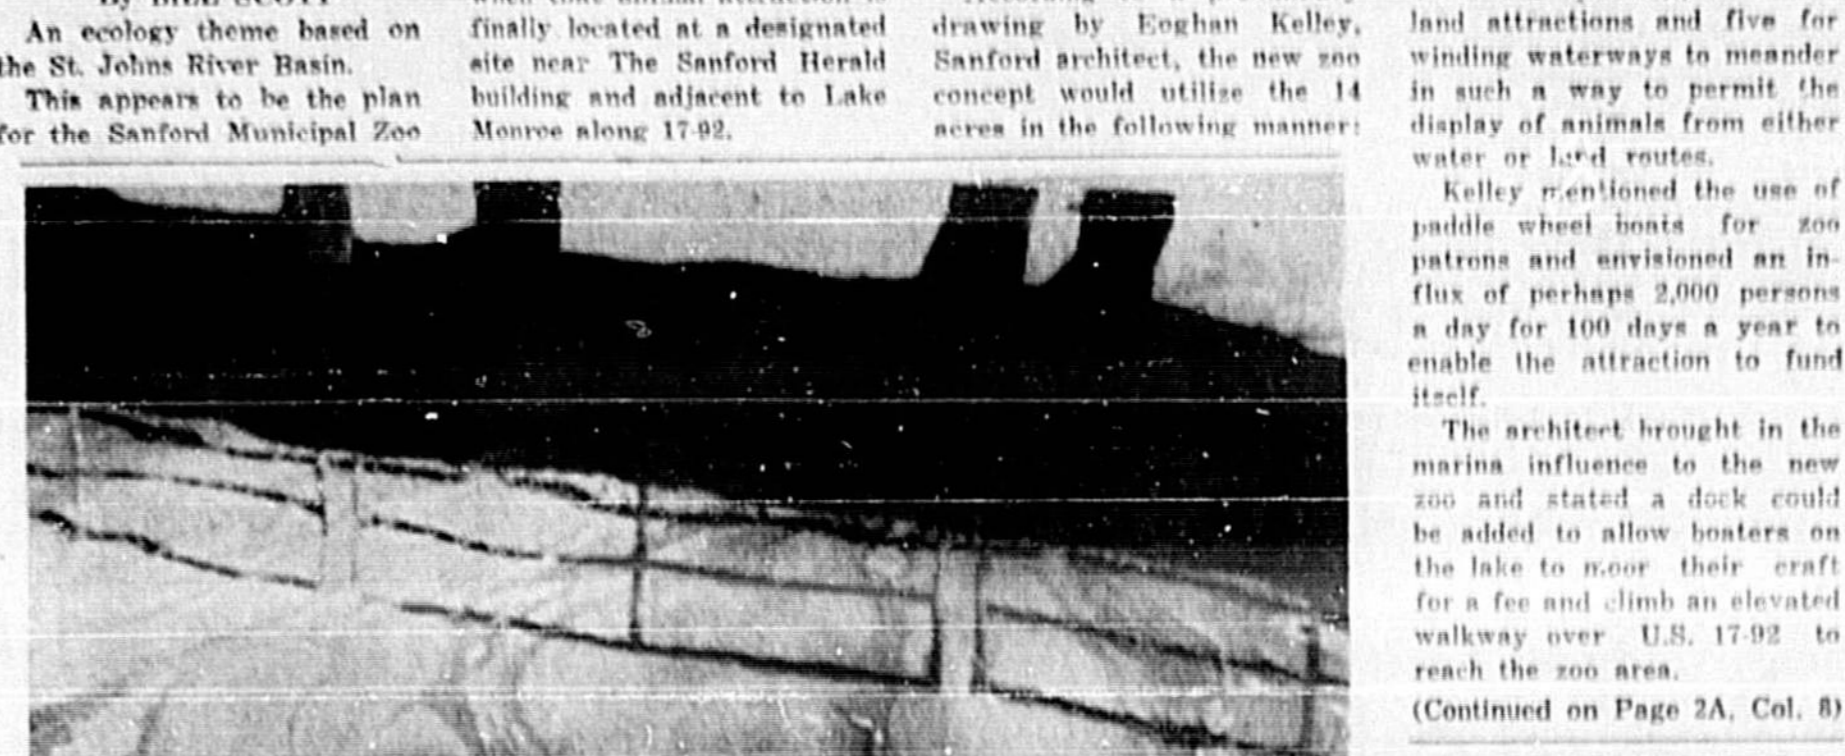 By BILL SCOTT
An ecology theme based on
the St. Johns River Basin.
This appears to be the plan
for the Sanford Municipal Zoo
finally located at a designated
site near The Sanford Herald
building and adjacent to Lake
Monroe along 17-92.
drawing by Eoghan Kelley,
Sanford architect, the new zoo
concept would utilize the 14
acres in the following manner:
land attractions and five for
winding waterways to meander
in such a way to permit the
display of animals from either
water or land routes.
Kelley mentioned the use of
paddle wheel boats for zoo
patrons and envisioned an in-
flux of perhaps 2,000 persons
a day for 100 days a year to
enable the attraction to fund
itself.
The architect brought in the
marina influence to the new
zoo and stated a dock could
be added to allow boaters on
the lake to moor their craft
for a fee and climb an elevated
walkway over U.S. 17-92 to
reach the zoo area.
(Continued on Page 2A, Col. 8)